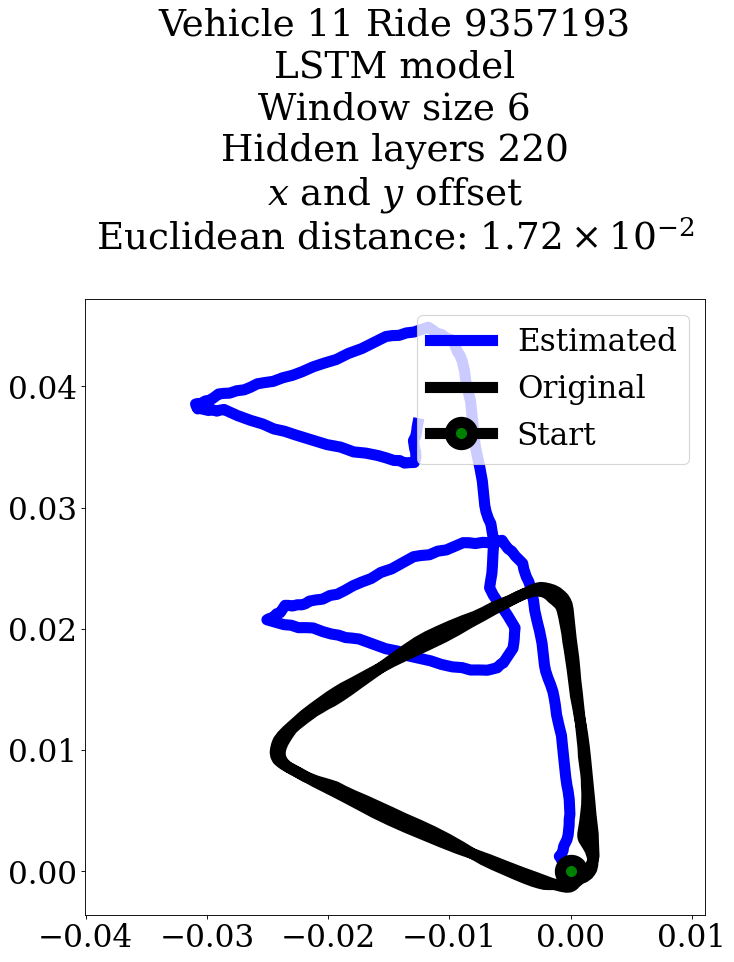 Vehicle 11 Ride 9357193
LSTM model
Window size 6
Hidden layers 220
x and y offset
Euclidean distance: 1.72 × 10⁻²
Estimated
Original
Start
0.04
0.03
0.02
0.01
0.00
−0.04 −0.03 −0.02 −0.01 0.00 0.01